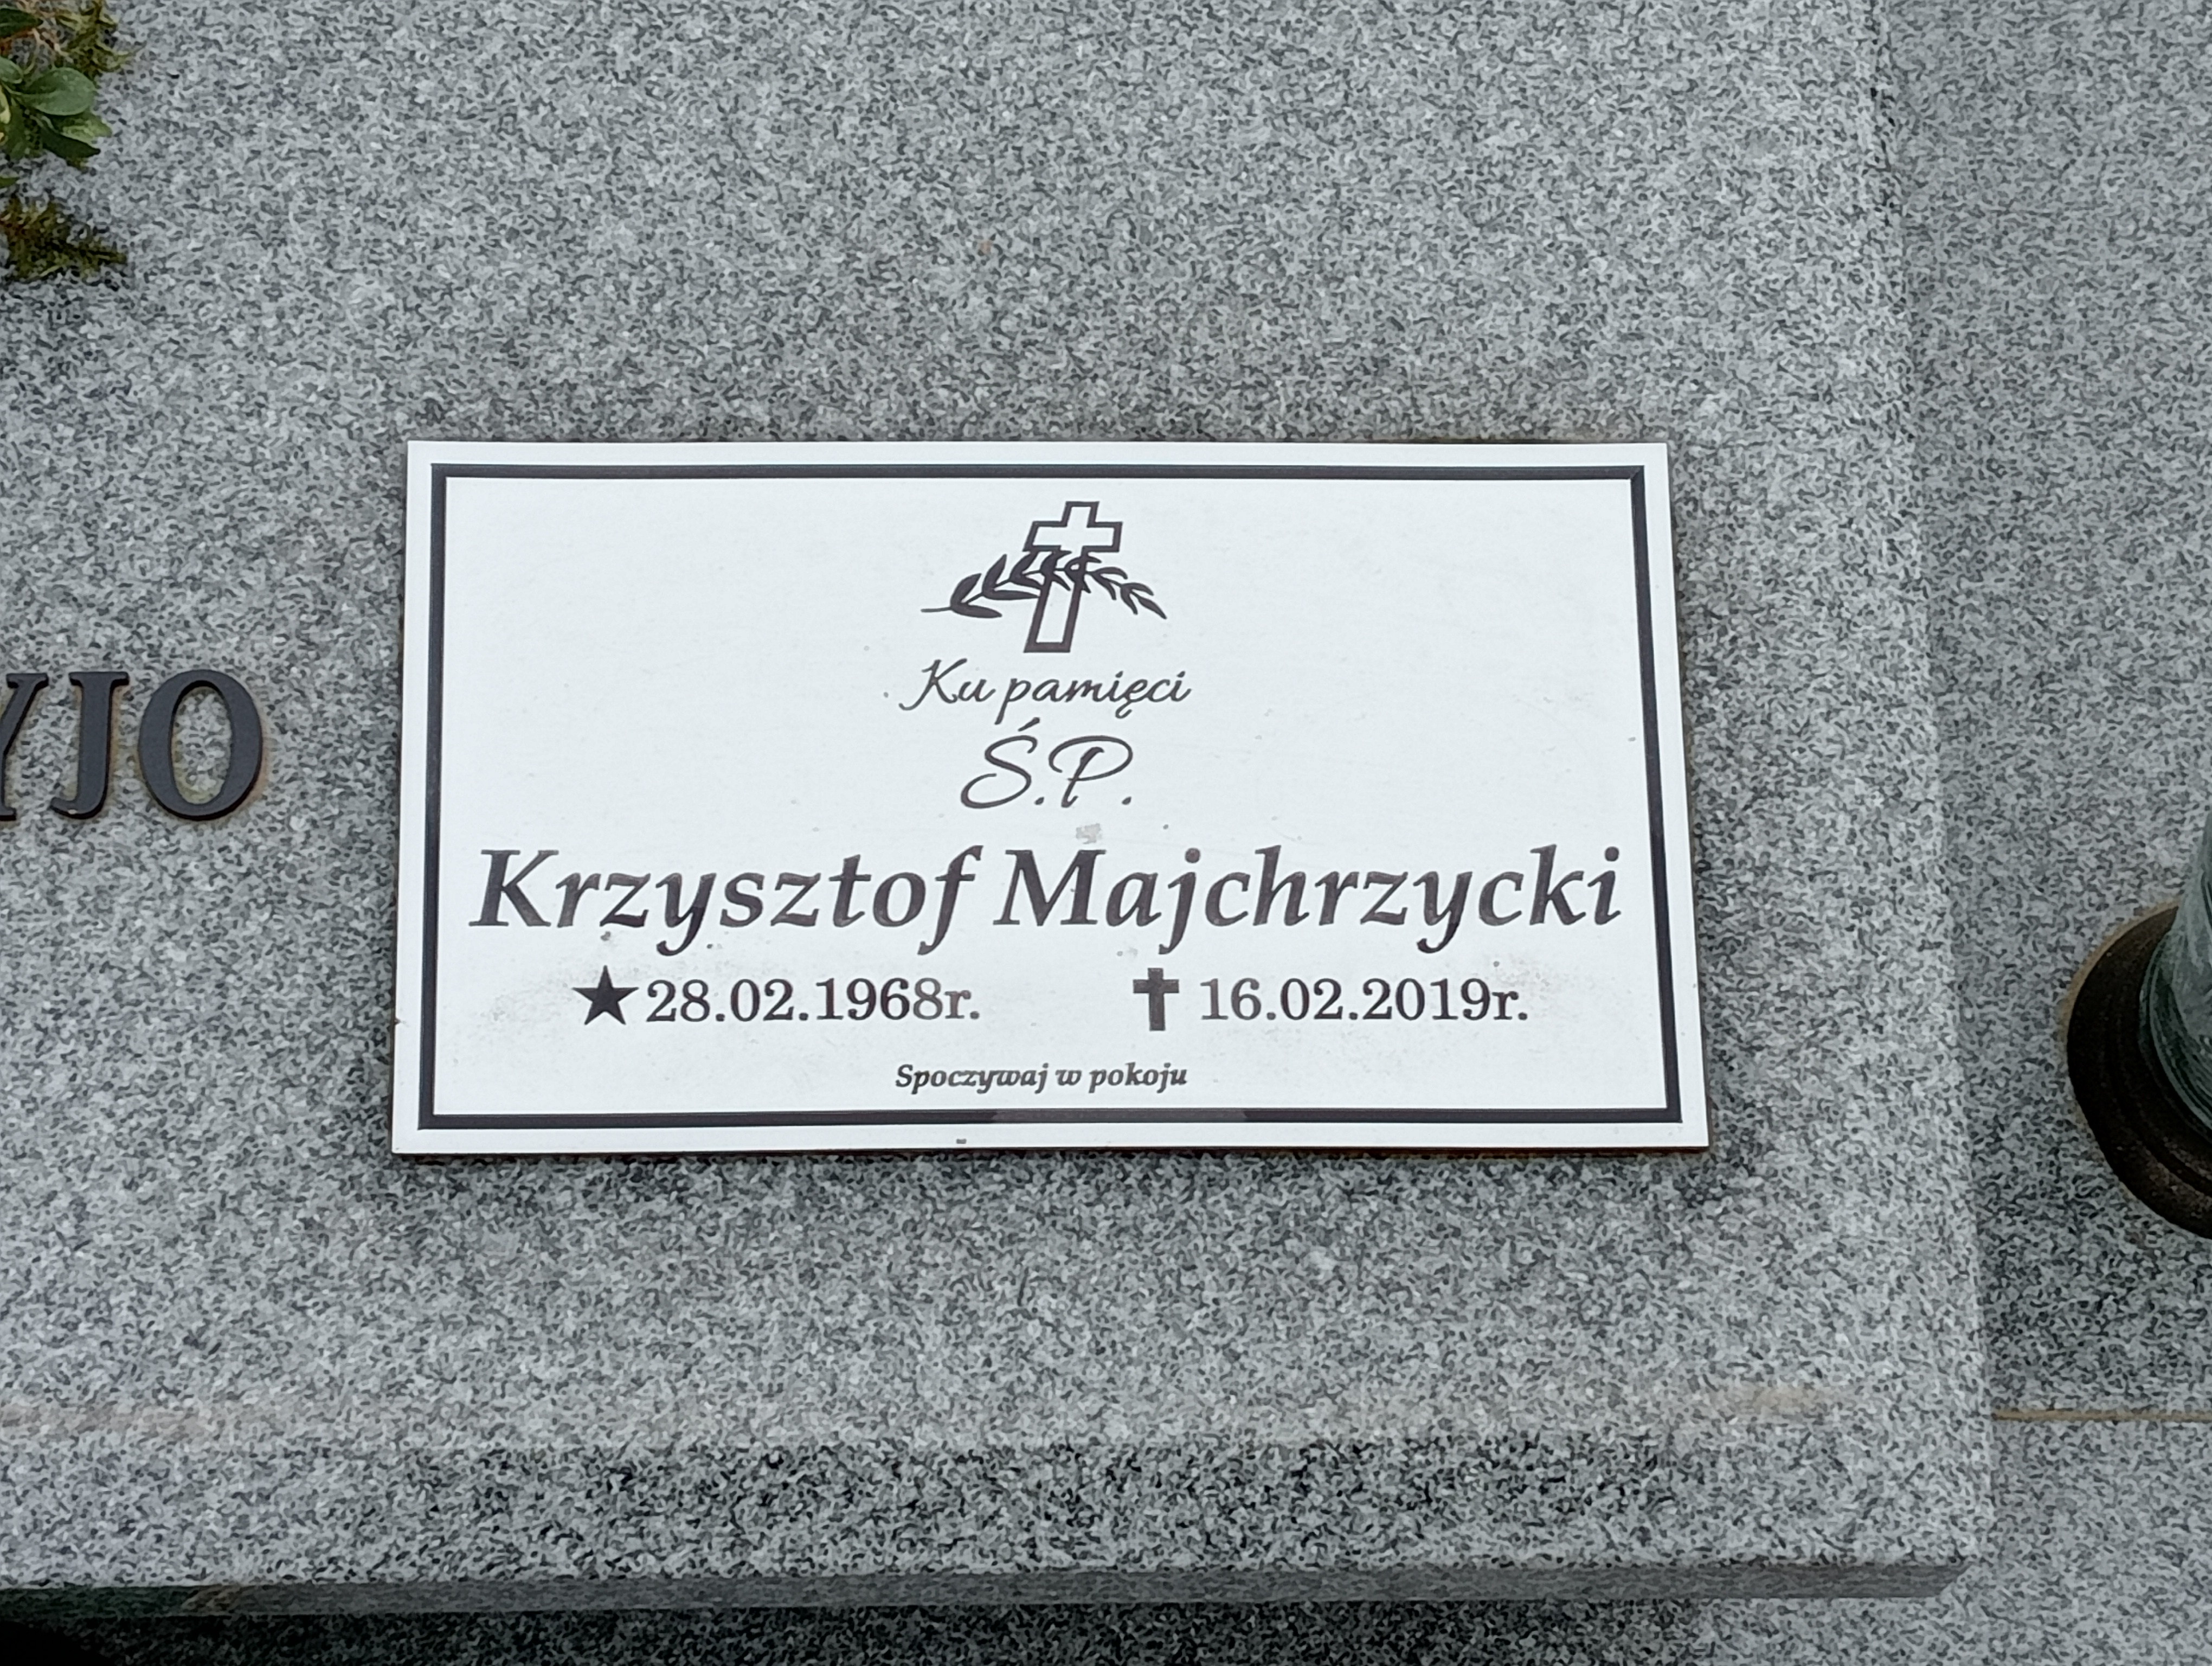 YJO
Ku pamięci
Ś.P.
Krzysztof Majchrzycki
★28.02.1968r. ✝16.02.2019r.
Spoczywaj w pokoju